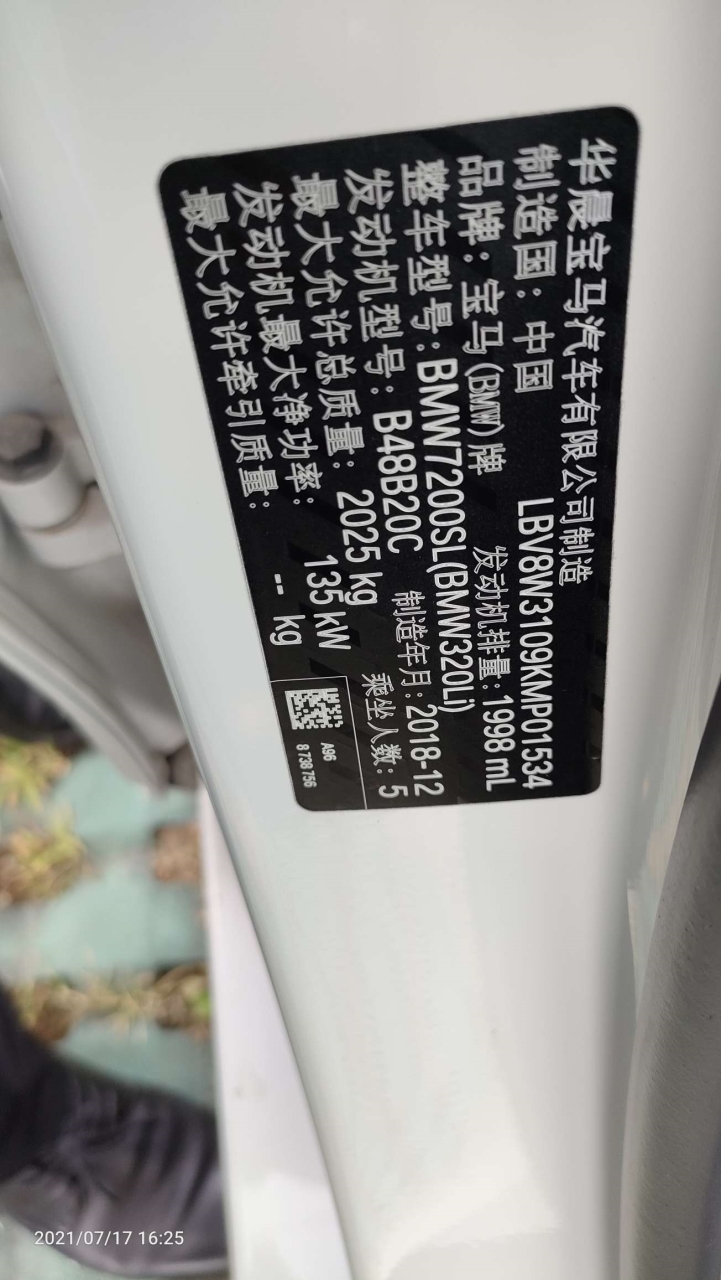 华晨宝马汽车有限公司制造
制造国：中国 LBV8W3109KMP01534
品牌：宝马(BMW)牌 发动机排量：1998 mL
整车型号：BMW7200SL(BMW320Li)
发动机型号：B48B20C 制造年月：2018-12
最大允许总质量：2025 kg 乘坐人数：5
发动机最大净功率：135 kW
最大允许牵引质量：-- kg
A96
8 738 756
2021/07/17 16:25